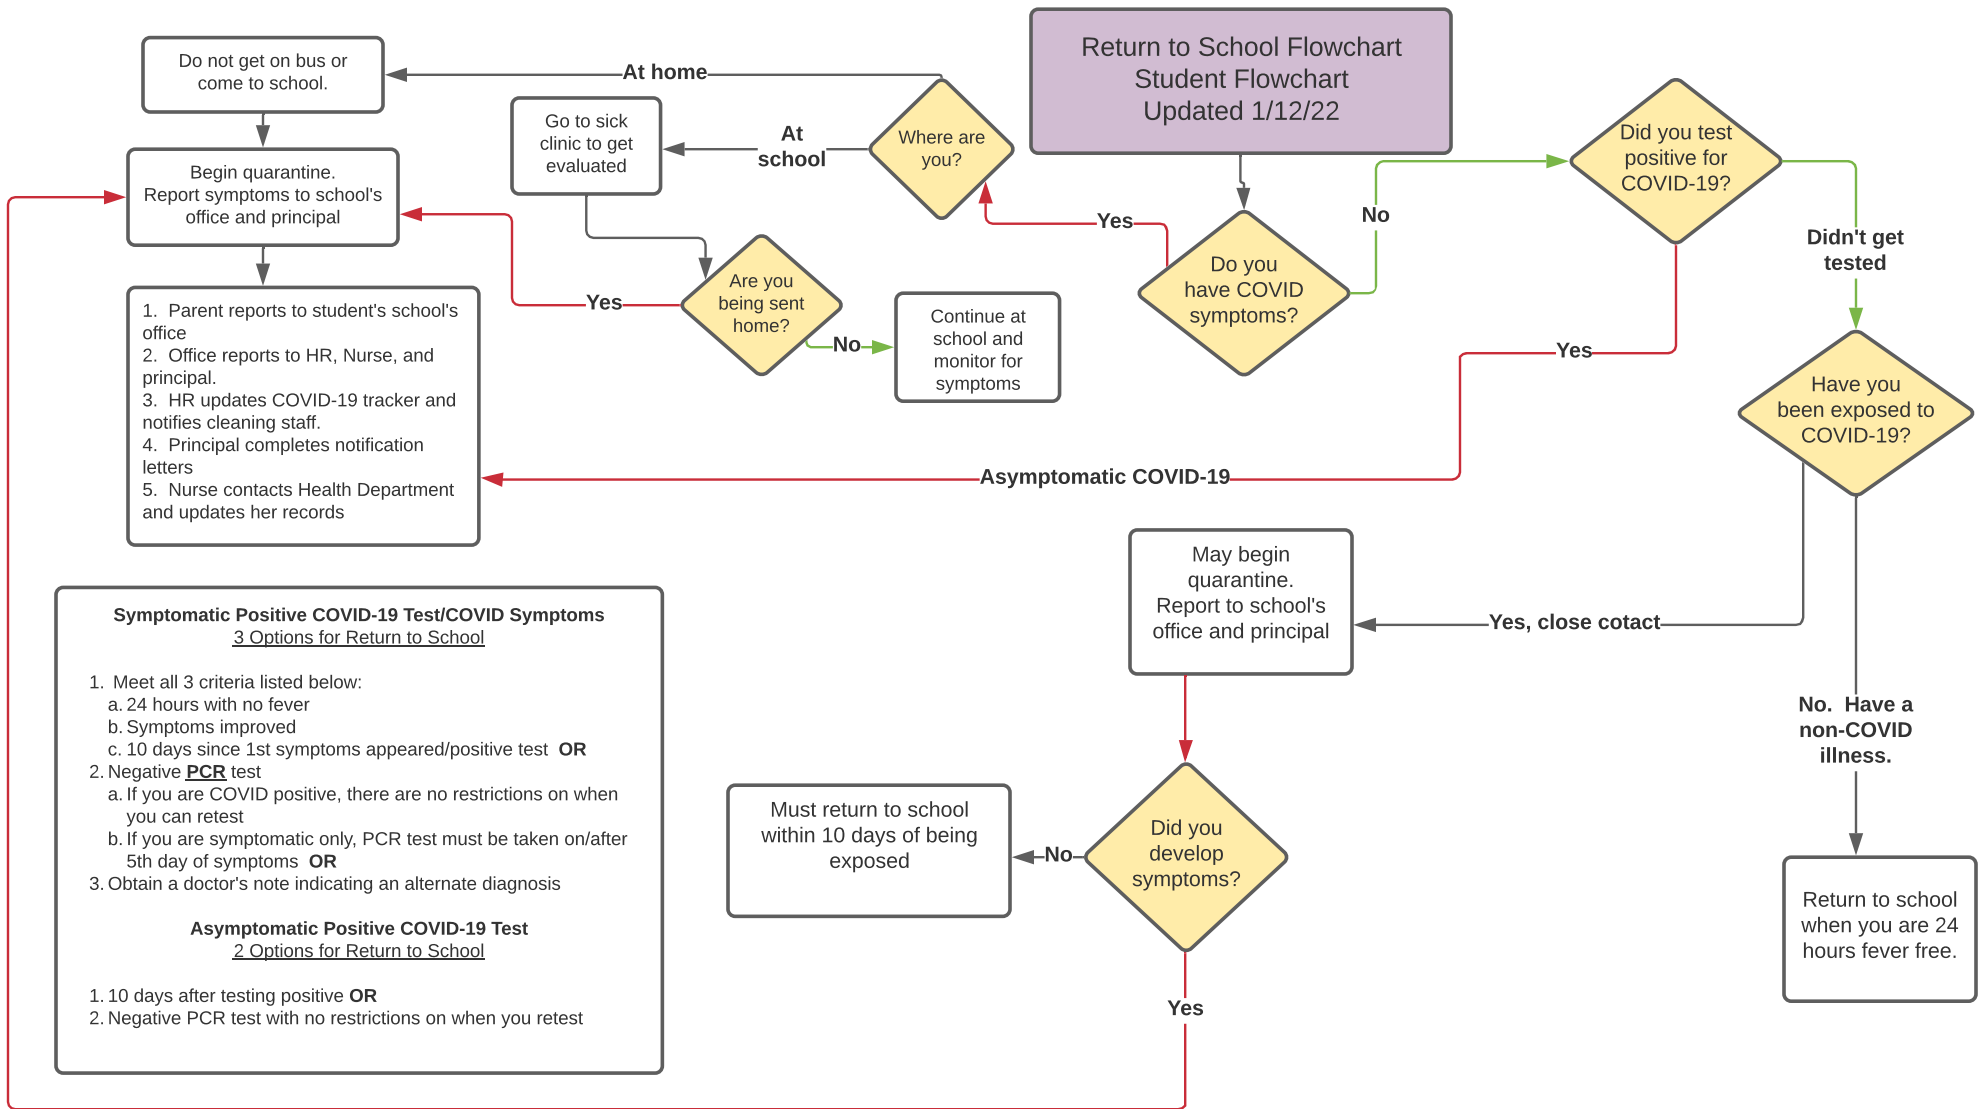 Return to School Flowchart
Student Flowchart
Updated 1/12/22
Do you
have COVID
symptoms?
Yes
No
Where are
you?
At home
At
school
Do not get on bus or
come to school.
Go to sick
clinic to get
evaluated
Begin quarantine.
Report symptoms to school's
office and principal
Are you
being sent
home?
Yes
No
Continue at
school and
monitor for
symptoms
1.  Parent reports to student's school's
office
2.  Office reports to HR, Nurse, and
principal.
3.  HR updates COVID-19 tracker and
notifies cleaning staff.
4.  Principal completes notification
letters
5.  Nurse contacts Health Department
and updates her records
Did you test
positive for
COVID-19?
Yes
Asymptomatic COVID-19
Didn't get
tested
Have you
been exposed to
COVID-19?
Yes, close cotact
No.  Have a
non-COVID
illness.
May begin
quarantine.
Report to school's
office and principal
Did you
develop
symptoms?
No
Yes
Must return to school
within 10 days of being
exposed
Return to school
when you are 24
hours fever free.
Symptomatic Positive COVID-19 Test/COVID Symptoms
3 Options for Return to School
1.  Meet all 3 criteria listed below:
a. 24 hours with no fever
b. Symptoms improved
c. 10 days since 1st symptoms appeared/positive test  OR
2. Negative PCR test
a. If you are COVID positive, there are no restrictions on when
you can retest
b. If you are symptomatic only, PCR test must be taken on/after
5th day of symptoms  OR
3. Obtain a doctor's note indicating an alternate diagnosis
Asymptomatic Positive COVID-19 Test
2 Options for Return to School
1. 10 days after testing positive OR
2. Negative PCR test with no restrictions on when you retest